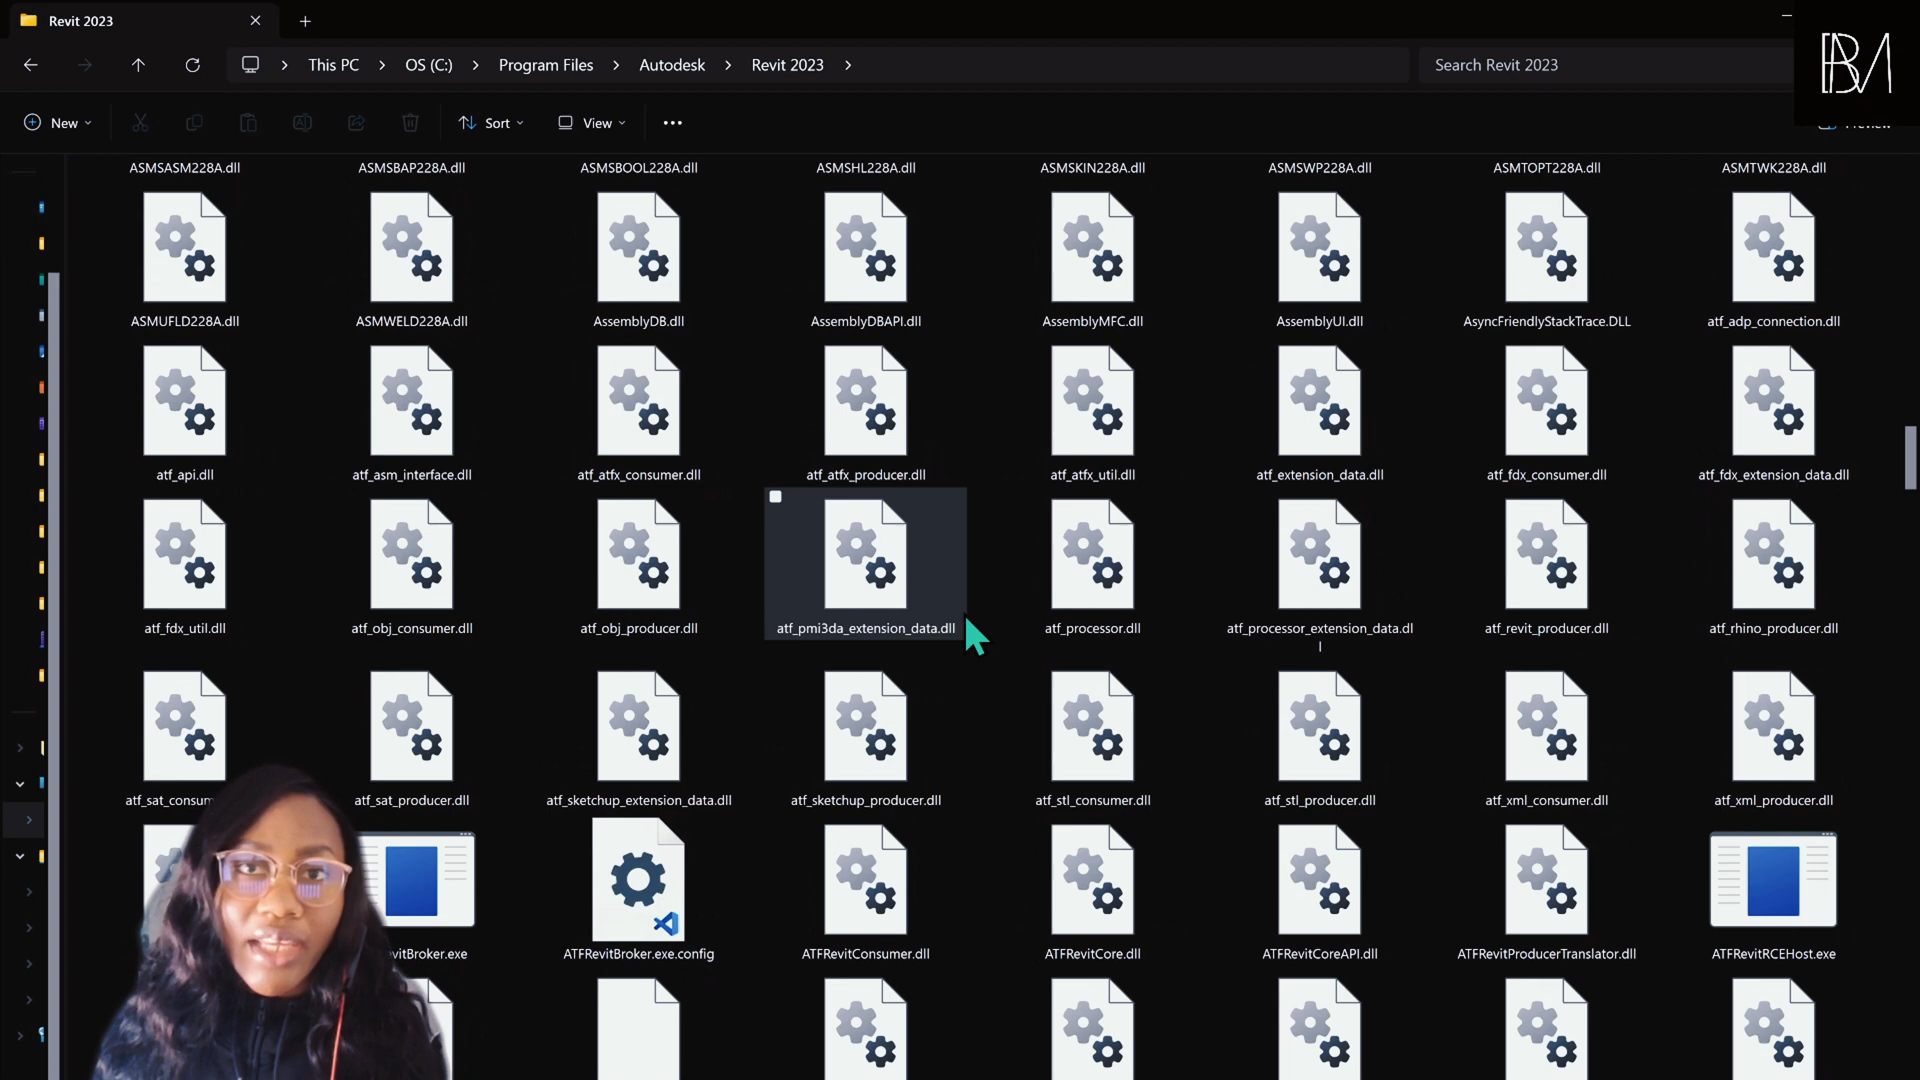 Revit 2023
This PC
OS (C:)
Program Files
Autodesk
Revit 2023
Search Revit 2023
BM
New
Sort
View
Preview
ASMSASM228A.dll
ASMSBAP228A.dll
ASMSBOOL228A.dll
ASMSHL228A.dll
ASMSKIN228A.dll
ASMSWP228A.dll
ASMTOPT228A.dll
ASMTWK228A.dll
ASMUFLD228A.dll
ASMWELD228A.dll
AssemblyDB.dll
AssemblyDBAPI.dll
AssemblyMFC.dll
AssemblyUI.dll
AsyncFriendlyStackTrace.DLL
atf_adp_connection.dll
atf_api.dll
atf_asm_interface.dll
atf_atfx_consumer.dll
atf_atfx_producer.dll
atf_atfx_util.dll
atf_extension_data.dll
atf_fdx_consumer.dll
atf_fdx_extension_data.dll
atf_fdx_util.dll
atf_obj_consumer.dll
atf_obj_producer.dll
atf_pmi3da_extension_data.dll
atf_processor.dll
atf_processor_extension_data.dl
l
atf_revit_producer.dll
atf_rhino_producer.dll
atf_sat_consum
atf_sat_producer.dll
atf_sketchup_extension_data.dll
atf_sketchup_producer.dll
atf_stl_consumer.dll
atf_stl_producer.dll
atf_xml_consumer.dll
atf_xml_producer.dll
vitBroker.exe
ATFRevitBroker.exe.config
ATFRevitConsumer.dll
ATFRevitCore.dll
ATFRevitCoreAPI.dll
ATFRevitProducerTranslator.dll
ATFRevitRCEHost.exe